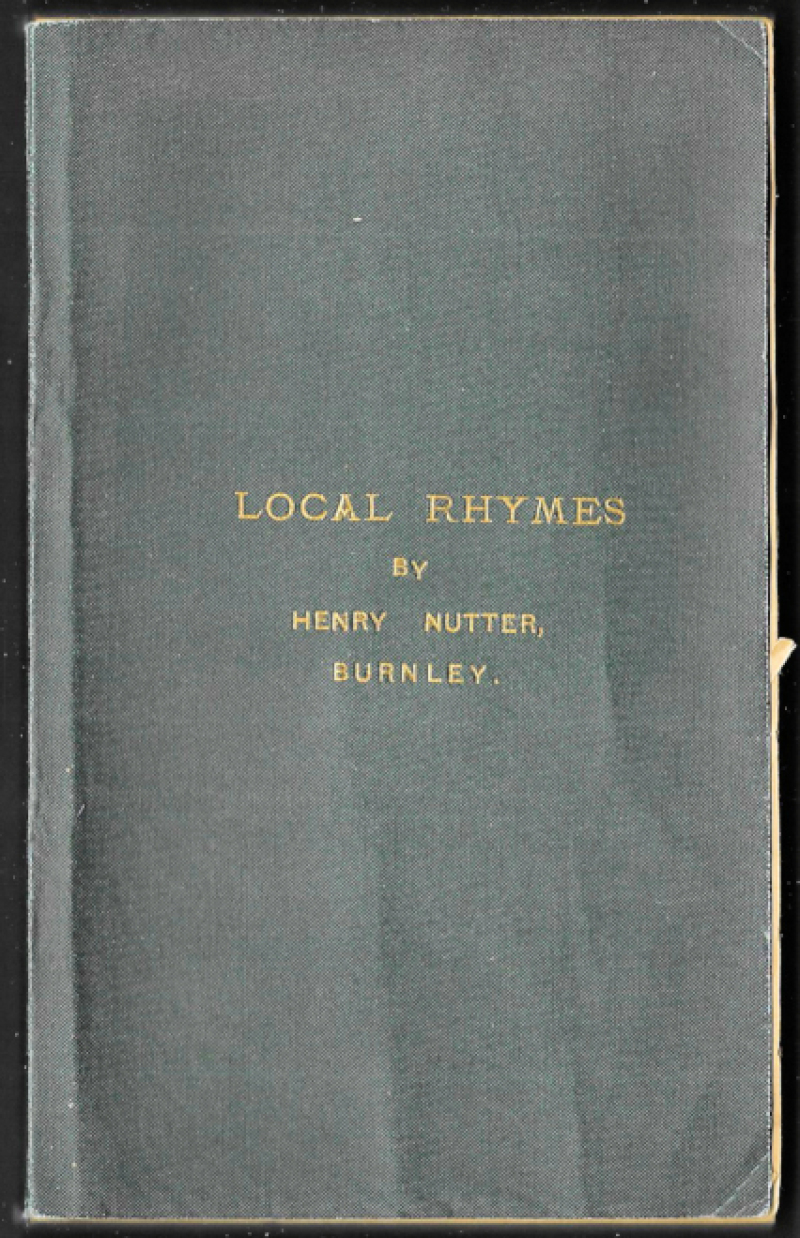 LOCAL RHYMES
BY
HENRY NUTTER,
BURNLEY.